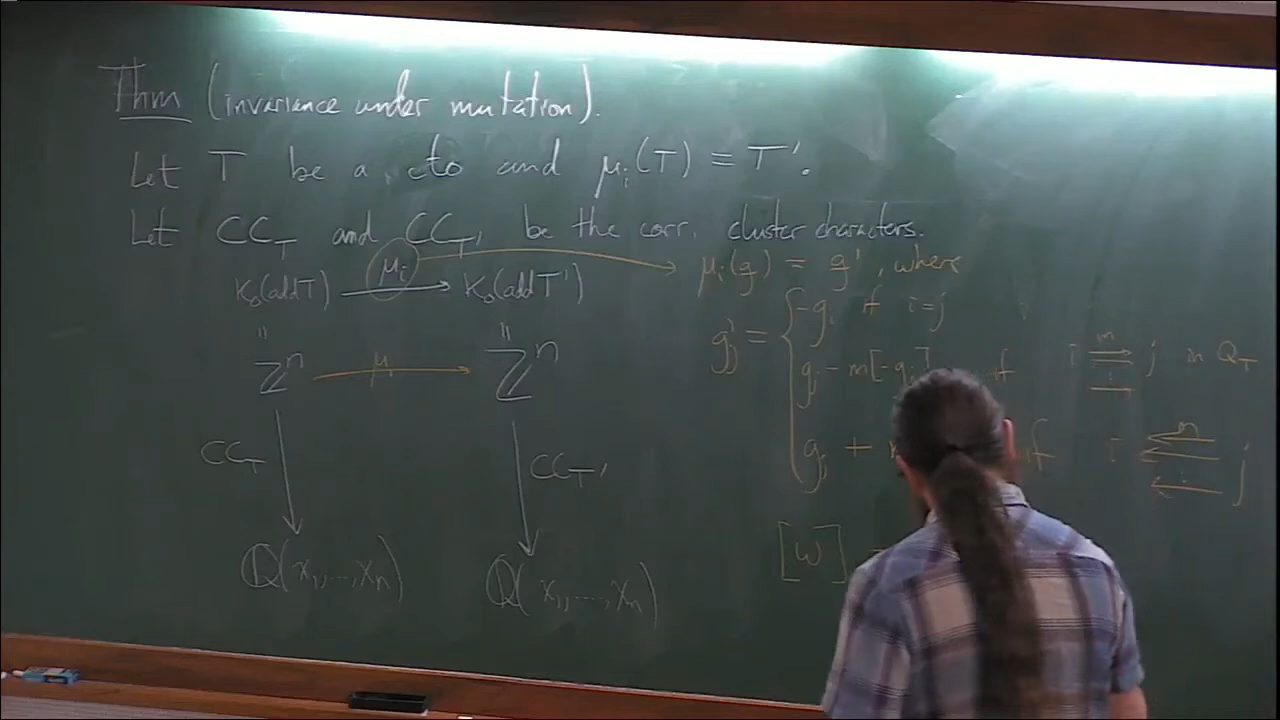 Thm (invariance under mutation).
Let T be a cto and μ_i(T) = T'.
Let CC_T and CC_T' be the corr. cluster characters.
K_0(add T) μ_i K_0(add T')
μ_i(g) = g', where
g'_j = { -g_i if i=j
g_j - m[-g_i] if i m j in Q_T
g_j + if i m j
[W]
" "
ℤ^n μ ℤ^n
CC_T CC_T'
ℚ(x_1, ..., x_n) ℚ(x_1, ..., x_n)